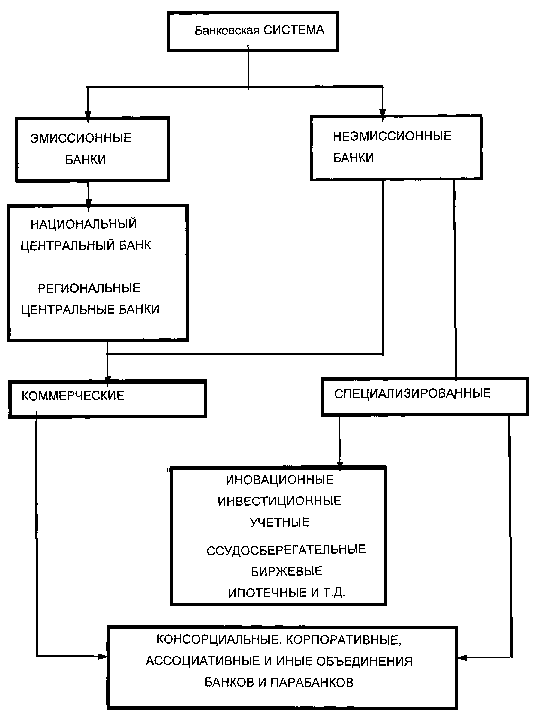 Банковская СИСТЕМА
ЭМИССИОННЫЕ
БАНКИ
НЕЭМИССИОННЫЕ
БАНКИ
НАЦИОНАЛЬНЫЙ
ЦЕНТРАЛЬНЫЙ БАНК
РЕГИОНАЛЬНЫЕ
ЦЕНТРАЛЬНЫЕ БАНКИ
КОММЕРЧЕСКИЕ
СПЕЦИАЛИЗИРОВАННЫЕ
ИНОВАЦИОННЫЕ
ИНВЕСТИЦИОННЫЕ
УЧЕТНЫЕ
ССУДОСБЕРЕГАТЕЛЬНЫЕ
БИРЖЕВЫЕ
ИПОТЕЧНЫЕ И Т.Д.
КОНСОРЦИАЛЬНЫЕ, КОРПОРАТИВНЫЕ,
АССОЦИАТИВНЫЕ И ИНЫЕ ОБЪЕДИНЕНИЯ
БАНКОВ И ПАРАБАНКОВ